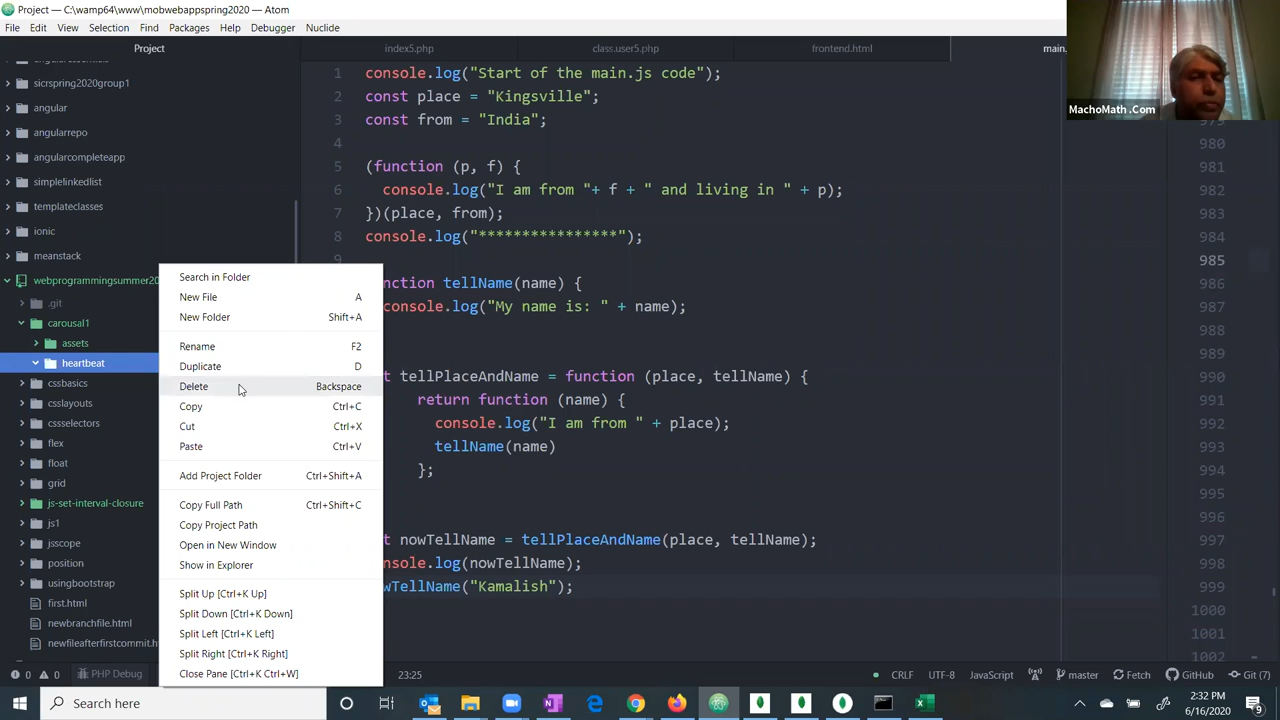 Project — C:\wamp64\www\mobwebappspring2020 — Atom
File Edit View Selection Find Packages Help Debugger Nuclide
Project
index5.php
class.user5.php
frontend.html
main.
sicrspring2020group1
angular
angularrepo
angularcompleteapp
simplelinkedlist
templateclasses
ionic
meanstack
webprogrammingsummer20
.git
carousal1
assets
heartbeat
cssbasics
csslayouts
cssselectors
flex
float
grid
js-set-interval-closure
js1
jsscope
position
usingbootstrap
first.html
newbranchfile.html
newfileafterfirstcommit.h
Search in Folder
New File A
New Folder Shift+A
Rename F2
Duplicate D
Delete Backspace
Copy Ctrl+C
Cut Ctrl+X
Paste Ctrl+V
Add Project Folder Ctrl+Shift+A
Copy Full Path Ctrl+Shift+C
Copy Project Path
Open in New Window
Show in Explorer
Split Up [Ctrl+K Up]
Split Down [Ctrl+K Down]
Split Left [Ctrl+K Left]
Split Right [Ctrl+K Right]
Close Pane [Ctrl+K Ctrl+W]
1 console.log("Start of the main.js code");
2 const place = "Kingsville";
3 const from = "India";
4
5 (function (p, f) {
6 console.log("I am from "+ f + " and living in " + p);
7 })(place, from);
8 console.log("****************");
9
nction tellName(name) {
console.log("My name is: " + name);
t tellPlaceAndName = function (place, tellName) {
return function (name) {
console.log("I am from " + place);
tellName(name)
};
t nowTellName = tellPlaceAndName(place, tellName);
nsole.log(nowTellName);
wTellName("Kamalish");
MachoMath .Com
980
981
982
983
984
985
986
987
988
989
990
991
992
993
994
995
996
997
998
999
1000
1001
1002
0 0 PHP Debug 23:25 CRLF UTF-8 JavaScript master Fetch GitHub Git (7)
Search here
2:32 PM
6/16/2020
9